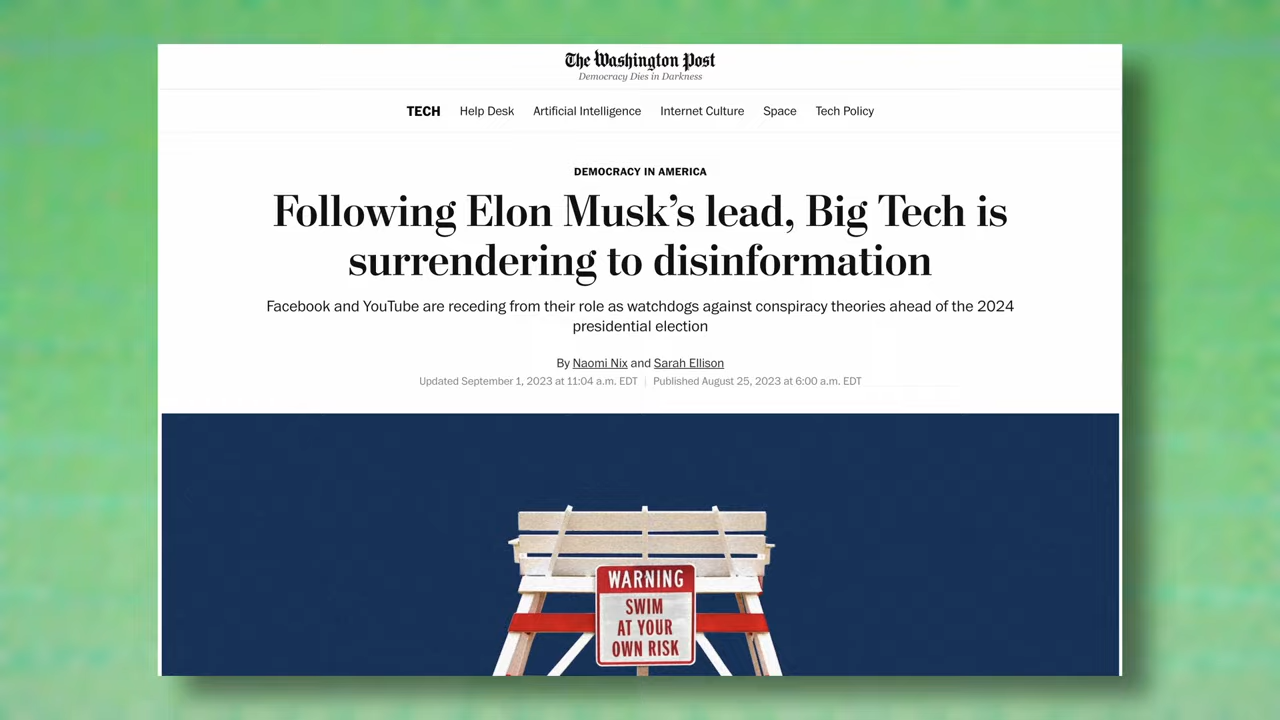 The Washington Post
Democracy Dies in Darkness
TECH Help Desk Artificial Intelligence Internet Culture Space Tech Policy
DEMOCRACY IN AMERICA
Following Elon Musk’s lead, Big Tech is
surrendering to disinformation
Facebook and YouTube are receding from their role as watchdogs against conspiracy theories ahead of the 2024
presidential election
By Naomi Nix and Sarah Ellison
Updated September 1, 2023 at 11:04 a.m. EDT | Published August 25, 2023 at 6:00 a.m. EDT
WARNING
SWIM
AT YOUR
OWN RISK